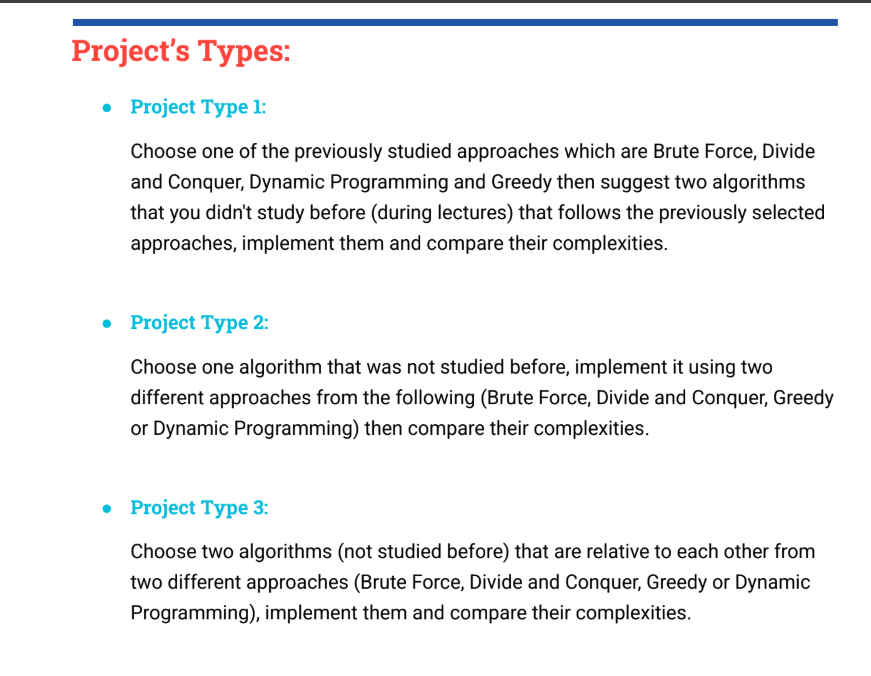 Project’s Types:
● Project Type 1:
Choose one of the previously studied approaches which are Brute Force, Divide
and Conquer, Dynamic Programming and Greedy then suggest two algorithms
that you didn't study before (during lectures) that follows the previously selected
approaches, implement them and compare their complexities.
● Project Type 2:
Choose one algorithm that was not studied before, implement it using two
different approaches from the following (Brute Force, Divide and Conquer, Greedy
or Dynamic Programming) then compare their complexities.
● Project Type 3:
Choose two algorithms (not studied before) that are relative to each other from
two different approaches (Brute Force, Divide and Conquer, Greedy or Dynamic
Programming), implement them and compare their complexities.